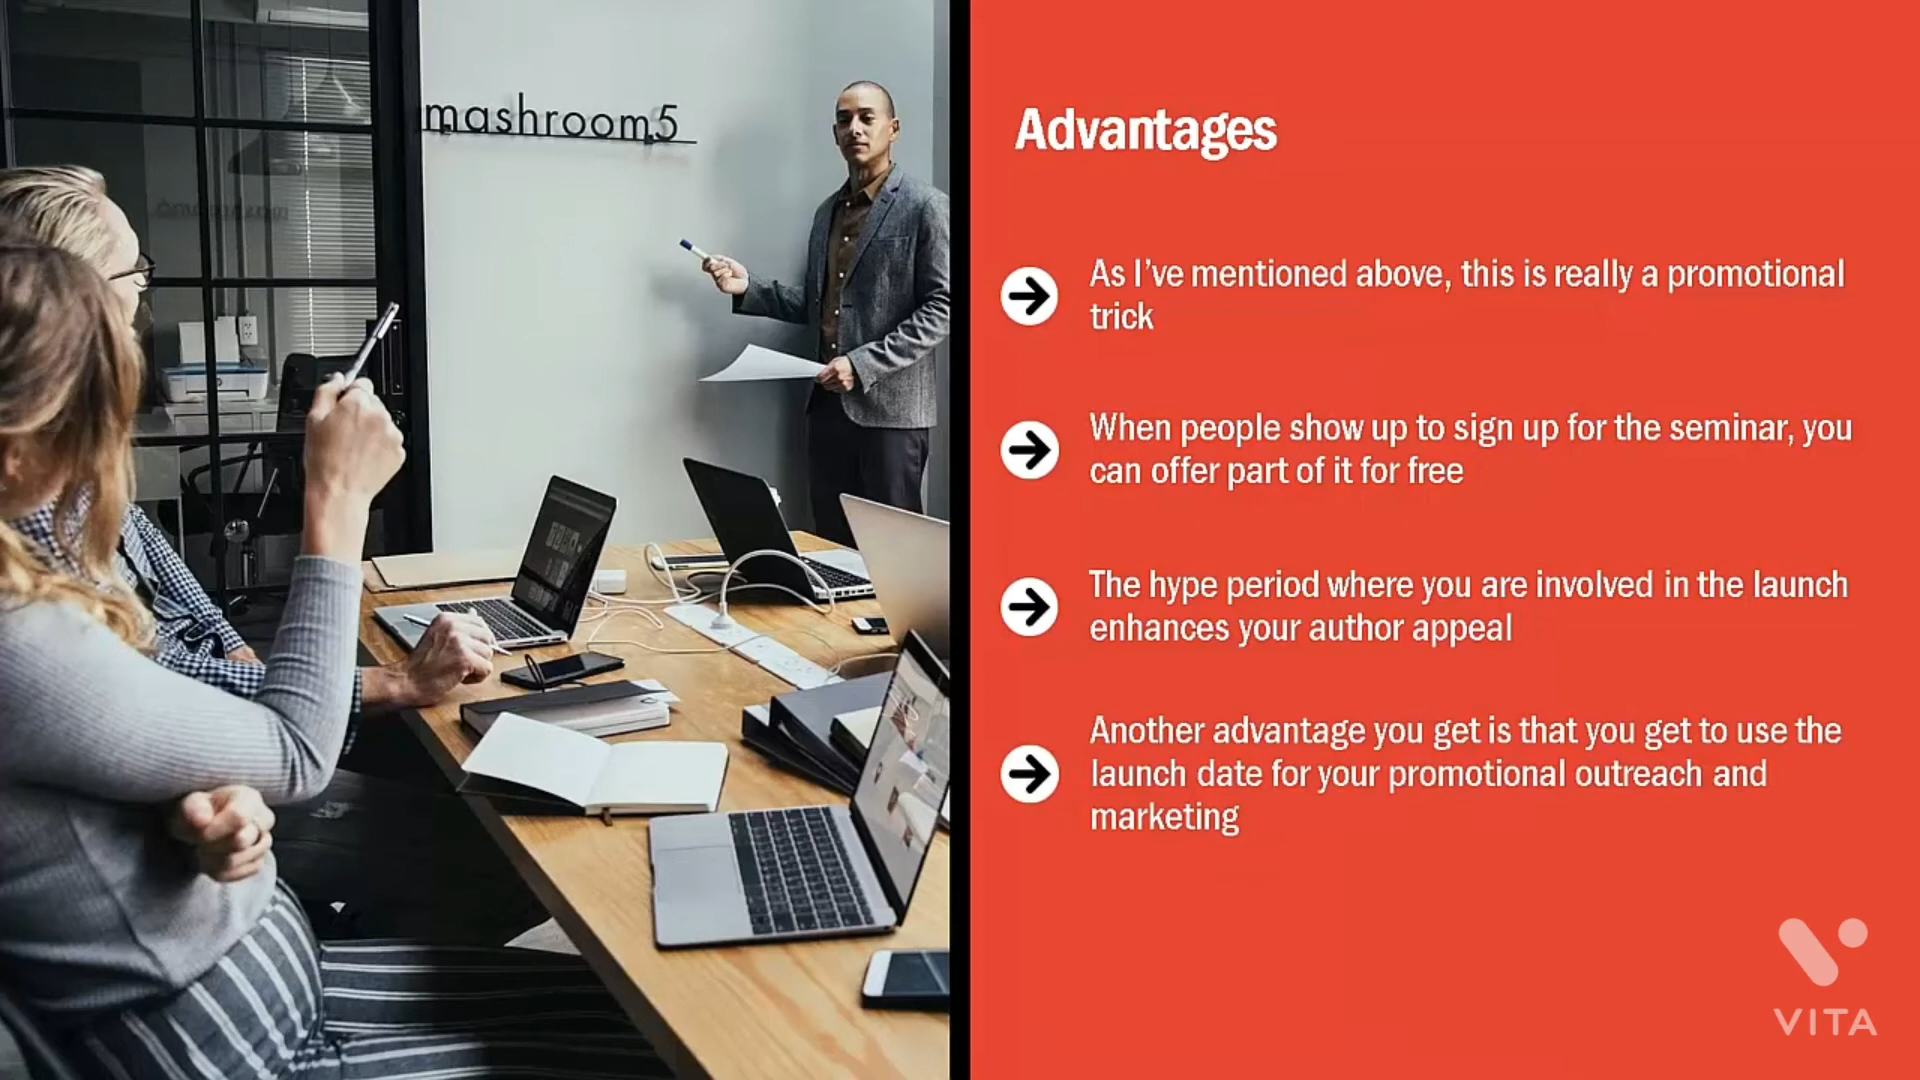 mashroom5
Advantages
As I've mentioned above, this is really a promotional
trick
When people show up to sign up for the seminar, you
can offer part of it for free
The hype period where you are involved in the launch
enhances your author appeal
Another advantage you get is that you get to use the
launch date for your promotional outreach and
marketing
VITA